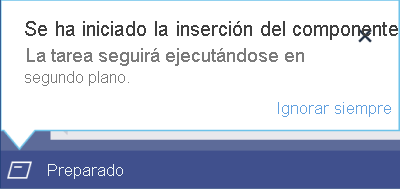 Se ha iniciado la inserción del componente
La tarea seguirá ejecutándose en
segundo plano.
Ignorar siempre
Preparado